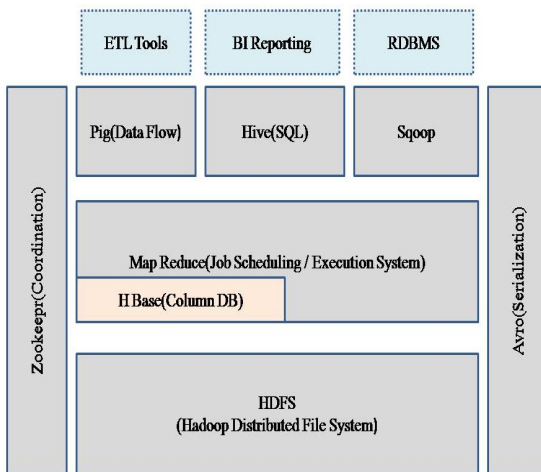 ETL Tools
BI Reporting
RDBMS
Zookeepr(Coordination)
Pig(Data Flow)
Hive(SQL)
Sqoop
Avro(Serialization)
Map Reduce(Job Scheduling / Execution System)
H Base(Column DB)
HDFS
(Hadoop Distributed File System)